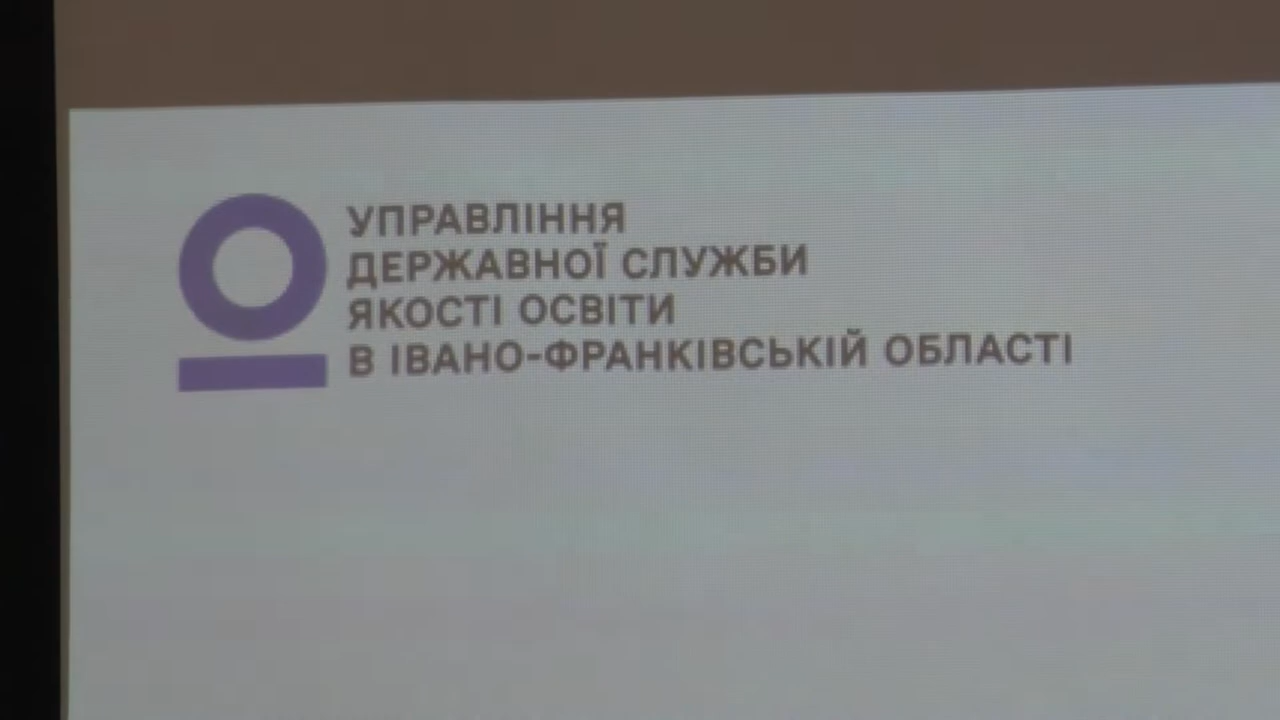 УПРАВЛІННЯ
ДЕРЖАВНОЇ СЛУЖБИ
ЯКОСТІ ОСВІТИ
В ІВАНО-ФРАНКІВСЬКІЙ ОБЛАСТІ